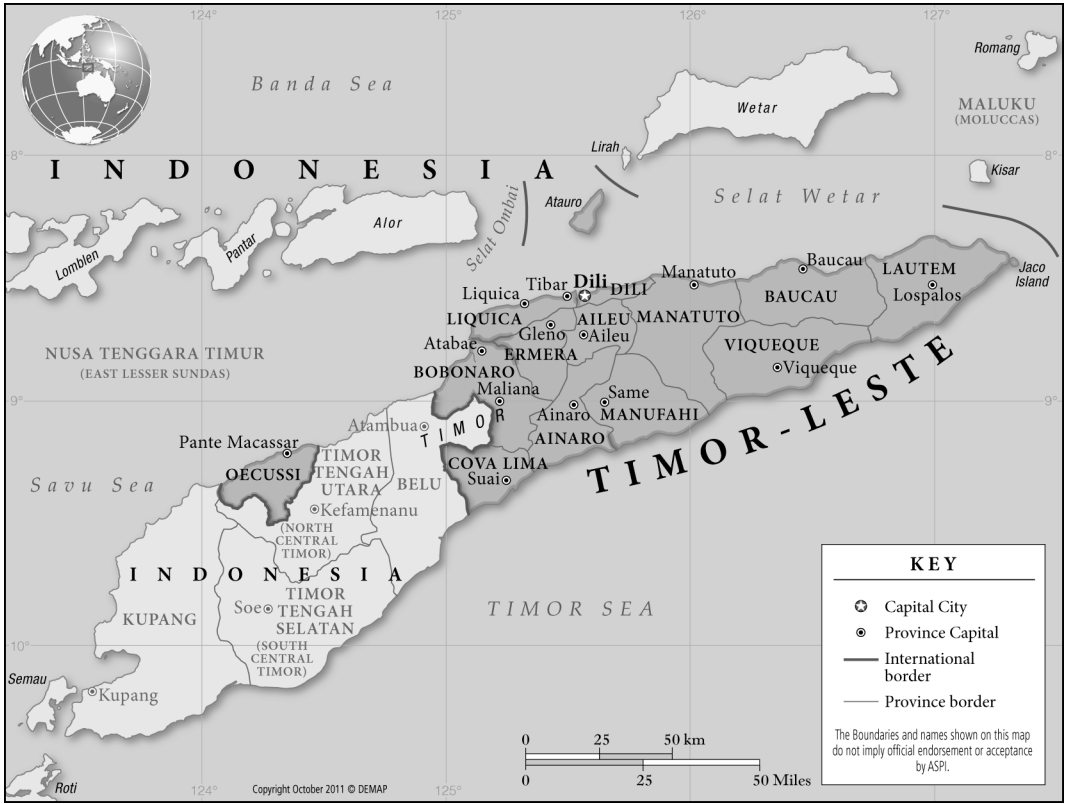 124°
125°
126°
127°
Romang
Banda Sea
Wetar
MALUKU
(MOLUCCAS)
Lirah
8°
8°
INDONESIA
Kisar
Selat Ombai
Atauro
Selat Wetar
Alor
Pantar
Lomblen
Jaco
Island
Baucau
LAUTEM
Lospalos
Manatuto
BAUCAU
Tibar
Dili
DILI
Liquica
LIQUICA
AILEU
MANATUTO
Gleno
Aileu
Atabae
ERMERA
VIQUEQUE
Viqueque
NUSA TENGGARA TIMUR
(EAST LESSER SUNDAS)
BOBONARO
Maliana
Same
9°
9°
Ainaro
MANUFAHI
AINARO
TIMOR-LESTE
Atambua
TIMOR
Pante Macassar
OECUSSI
COVA LIMA
Suai
TIMOR
TENGAH
UTARA
BELU
Savu Sea
Kefamenanu
(NORTH
CENTRAL
TIMOR)
INDONESIA
TIMOR SEA
KUPANG
Soe
TIMOR
TENGAH
SELATAN
(SOUTH
CENTRAL
TIMOR)
10°
10°
Semau
Kupang
Roti
KEY
Capital City
Province Capital
International
border
Province border
The Boundaries and names shown on this map
do not imply official endorsement or acceptance
by ASPI.
0 25 50 km
0 25 50 Miles
124°
125°
Copyright October 2011 © DEMAP